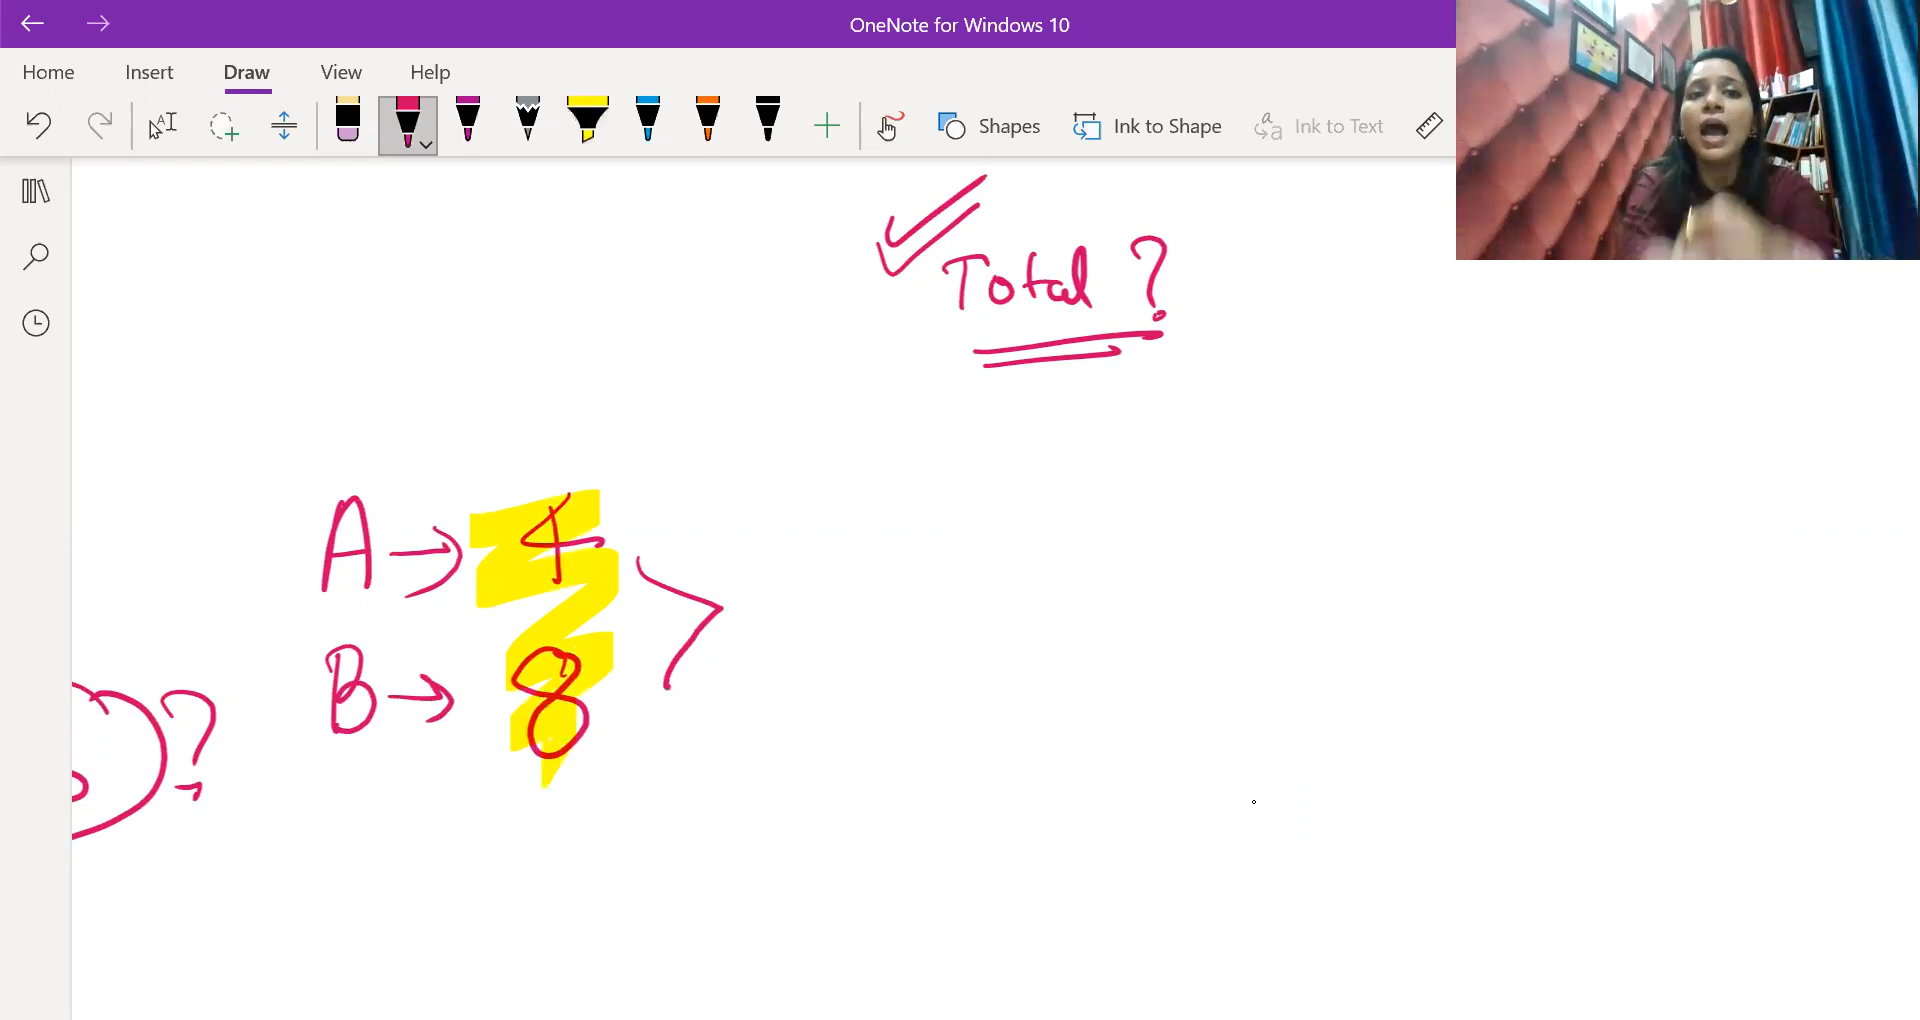 OneNote for Windows 10
Home Insert Draw View Help
Shapes Ink to Shape Ink to Text
Total ?
A → 4
B → 8
?